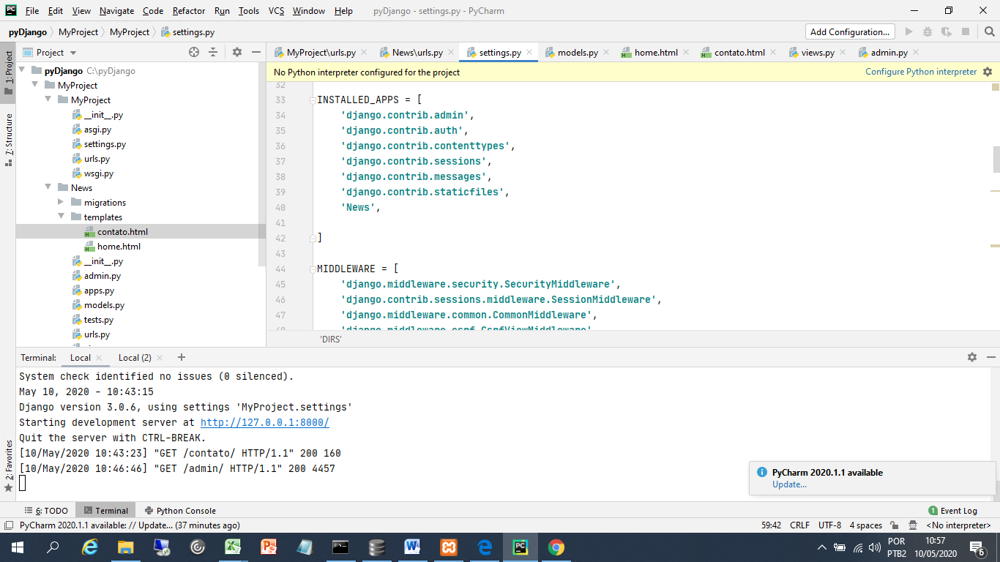 File Edit View Navigate Code Refactor Run Tools VCS Window Help pyDjango - settings.py - PyCharm
pyDjango MyProject MyProject settings.py Add Configuration...
1: Project
7: Structure
2: Favorites
Project
pyDjango C:\pyDjango
MyProject
MyProject
__init__.py
asgi.py
settings.py
urls.py
wsgi.py
News
migrations
templates
contato.html
home.html
__init__.py
admin.py
apps.py
models.py
tests.py
urls.py
MyProject\urls.py News\urls.py settings.py models.py home.html contato.html views.py admin.py
No Python interpreter configured for the project Configure Python interpreter
32
33 INSTALLED_APPS = [
34 'django.contrib.admin',
35 'django.contrib.auth',
36 'django.contrib.contenttypes',
37 'django.contrib.sessions',
38 'django.contrib.messages',
39 'django.contrib.staticfiles',
40 'News',
41
42 ]
43
44 MIDDLEWARE = [
45 'django.middleware.security.SecurityMiddleware',
46 'django.contrib.sessions.middleware.SessionMiddleware',
47 'django.middleware.common.CommonMiddleware',
48 'django.middleware.csrf.CsrfViewMiddleware',
'DIRS'
Terminal: Local Local (2)
System check identified no issues (0 silenced).
May 10, 2020 - 10:43:15
Django version 3.0.6, using settings 'MyProject.settings'
Starting development server at http://127.0.0.1:8000/
Quit the server with CTRL-BREAK.
[10/May/2020 10:43:23] "GET /contato/ HTTP/1.1" 200 160
[10/May/2020 10:46:46] "GET /admin/ HTTP/1.1" 200 4457
PyCharm 2020.1.1 available
Update...
6: TODO Terminal Python Console 1 Event Log
PyCharm 2020.1.1 available: // Update... (37 minutes ago) 59:42 CRLF UTF-8 4 spaces <No interpreter>
POR 10:57
PTB2 10/05/2020 6